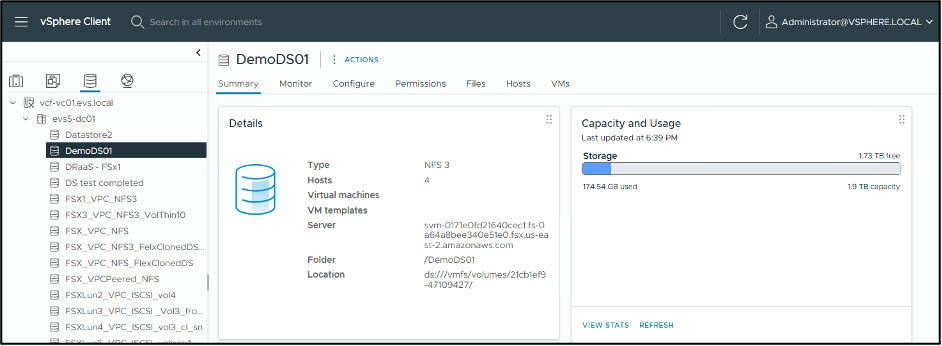 vSphere Client
Search in all environments
Administrator@VSPHERE.LOCAL
vcf-vc01.evs.local
evs5-dc01
Datastore2
DemoDS01
DRaaS - FSx1
DS test completed
FSX1_VPC_NFS3
FSX3_VPC_NFS3_VolThin10
FSX_VPC_NFS
FSX_VPC_NFS3_FelxClonedDS...
FSX_VPC_NFS_FlexClonedDS
FSX_VPCPeered_NFS
FSXLun2_VPC_ISCSI_vol4
FSXLun3_VPC_ISCSI _Vol3_fro...
FSXLun4_VPC_ISCSI_vol3_cl_sn
DemoDS01
ACTIONS
Summary Monitor Configure Permissions Files Hosts VMs
Details
Type NFS 3
Hosts 4
Virtual machines
VM templates
Server svm-0171e0fd21640cec1.fs-0
a64a8bee340e51e0.fsx.us-ea
st-2.amazonaws.com
Folder /DemoDS01
Location ds:///vmfs/volumes/21cb1ef9
-47109427/
Capacity and Usage
Last updated at 6:39 PM
Storage 1.73 TB free
174.54 GB used 1.9 TB capacity
VIEW STATS REFRESH